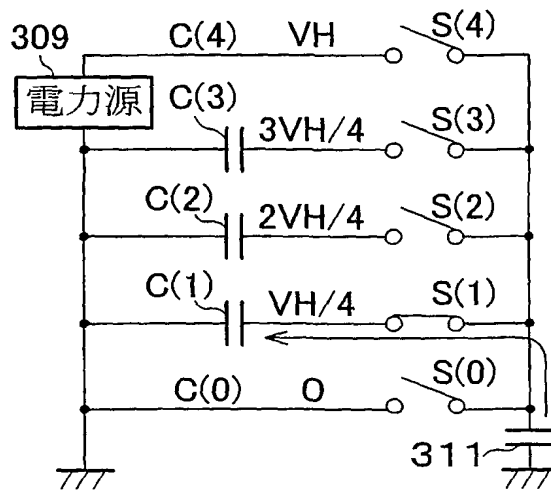 309
C(4) VH S(4)
電力源
C(3) 3VH/4 S(3)
C(2) 2VH/4 S(2)
C(1) VH/4 S(1)
C(0) O S(0)
311